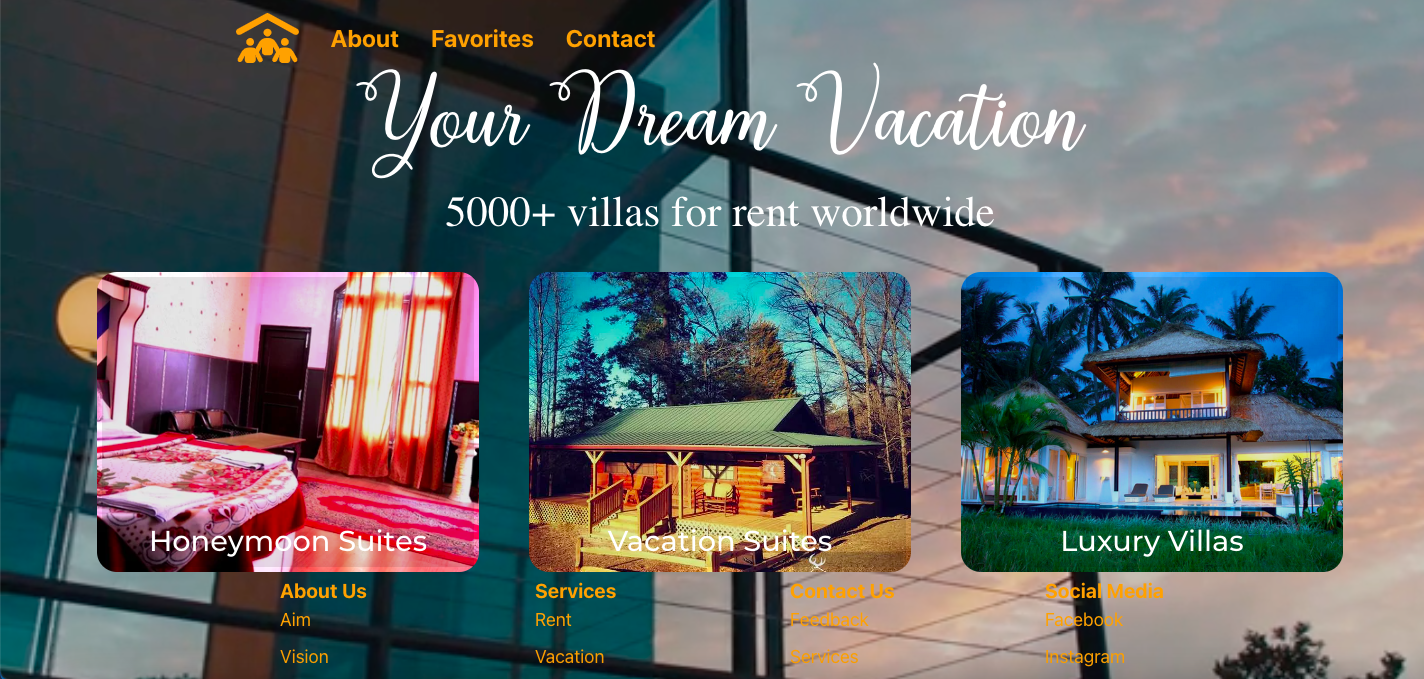 About Favorites Contact
Your Dream Vacation
5000+ villas for rent worldwide
Honeymoon Suites
Vacation Suites
Luxury Villas
About Us
Aim
Vision
Services
Rent
Vacation
Contact Us
Feedback
Services
Social Media
Facebook
Instagram